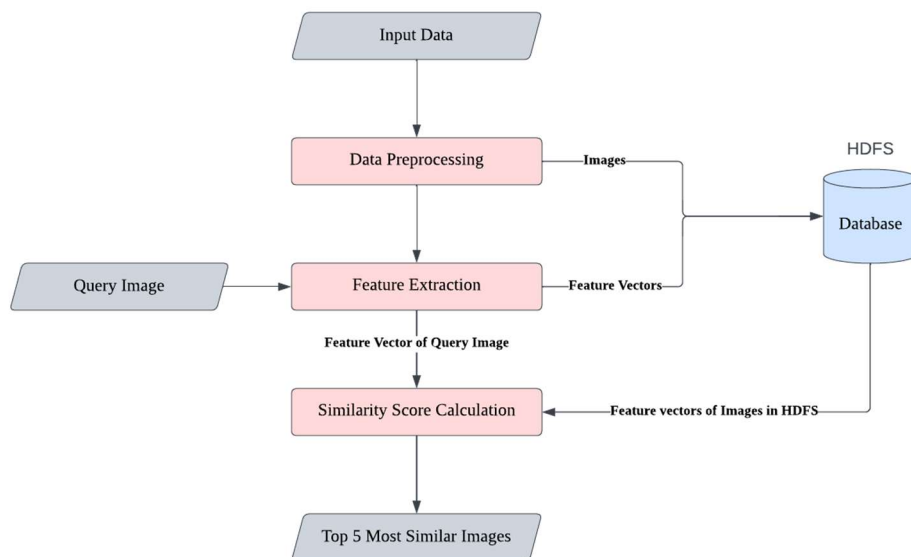 Input Data
HDFS
Data Preprocessing
Images
Database
Query Image
Feature Extraction
Feature Vectors
Feature Vector of Query Image
Similarity Score Calculation
Feature vectors of Images in HDFS
Top 5 Most Similar Images